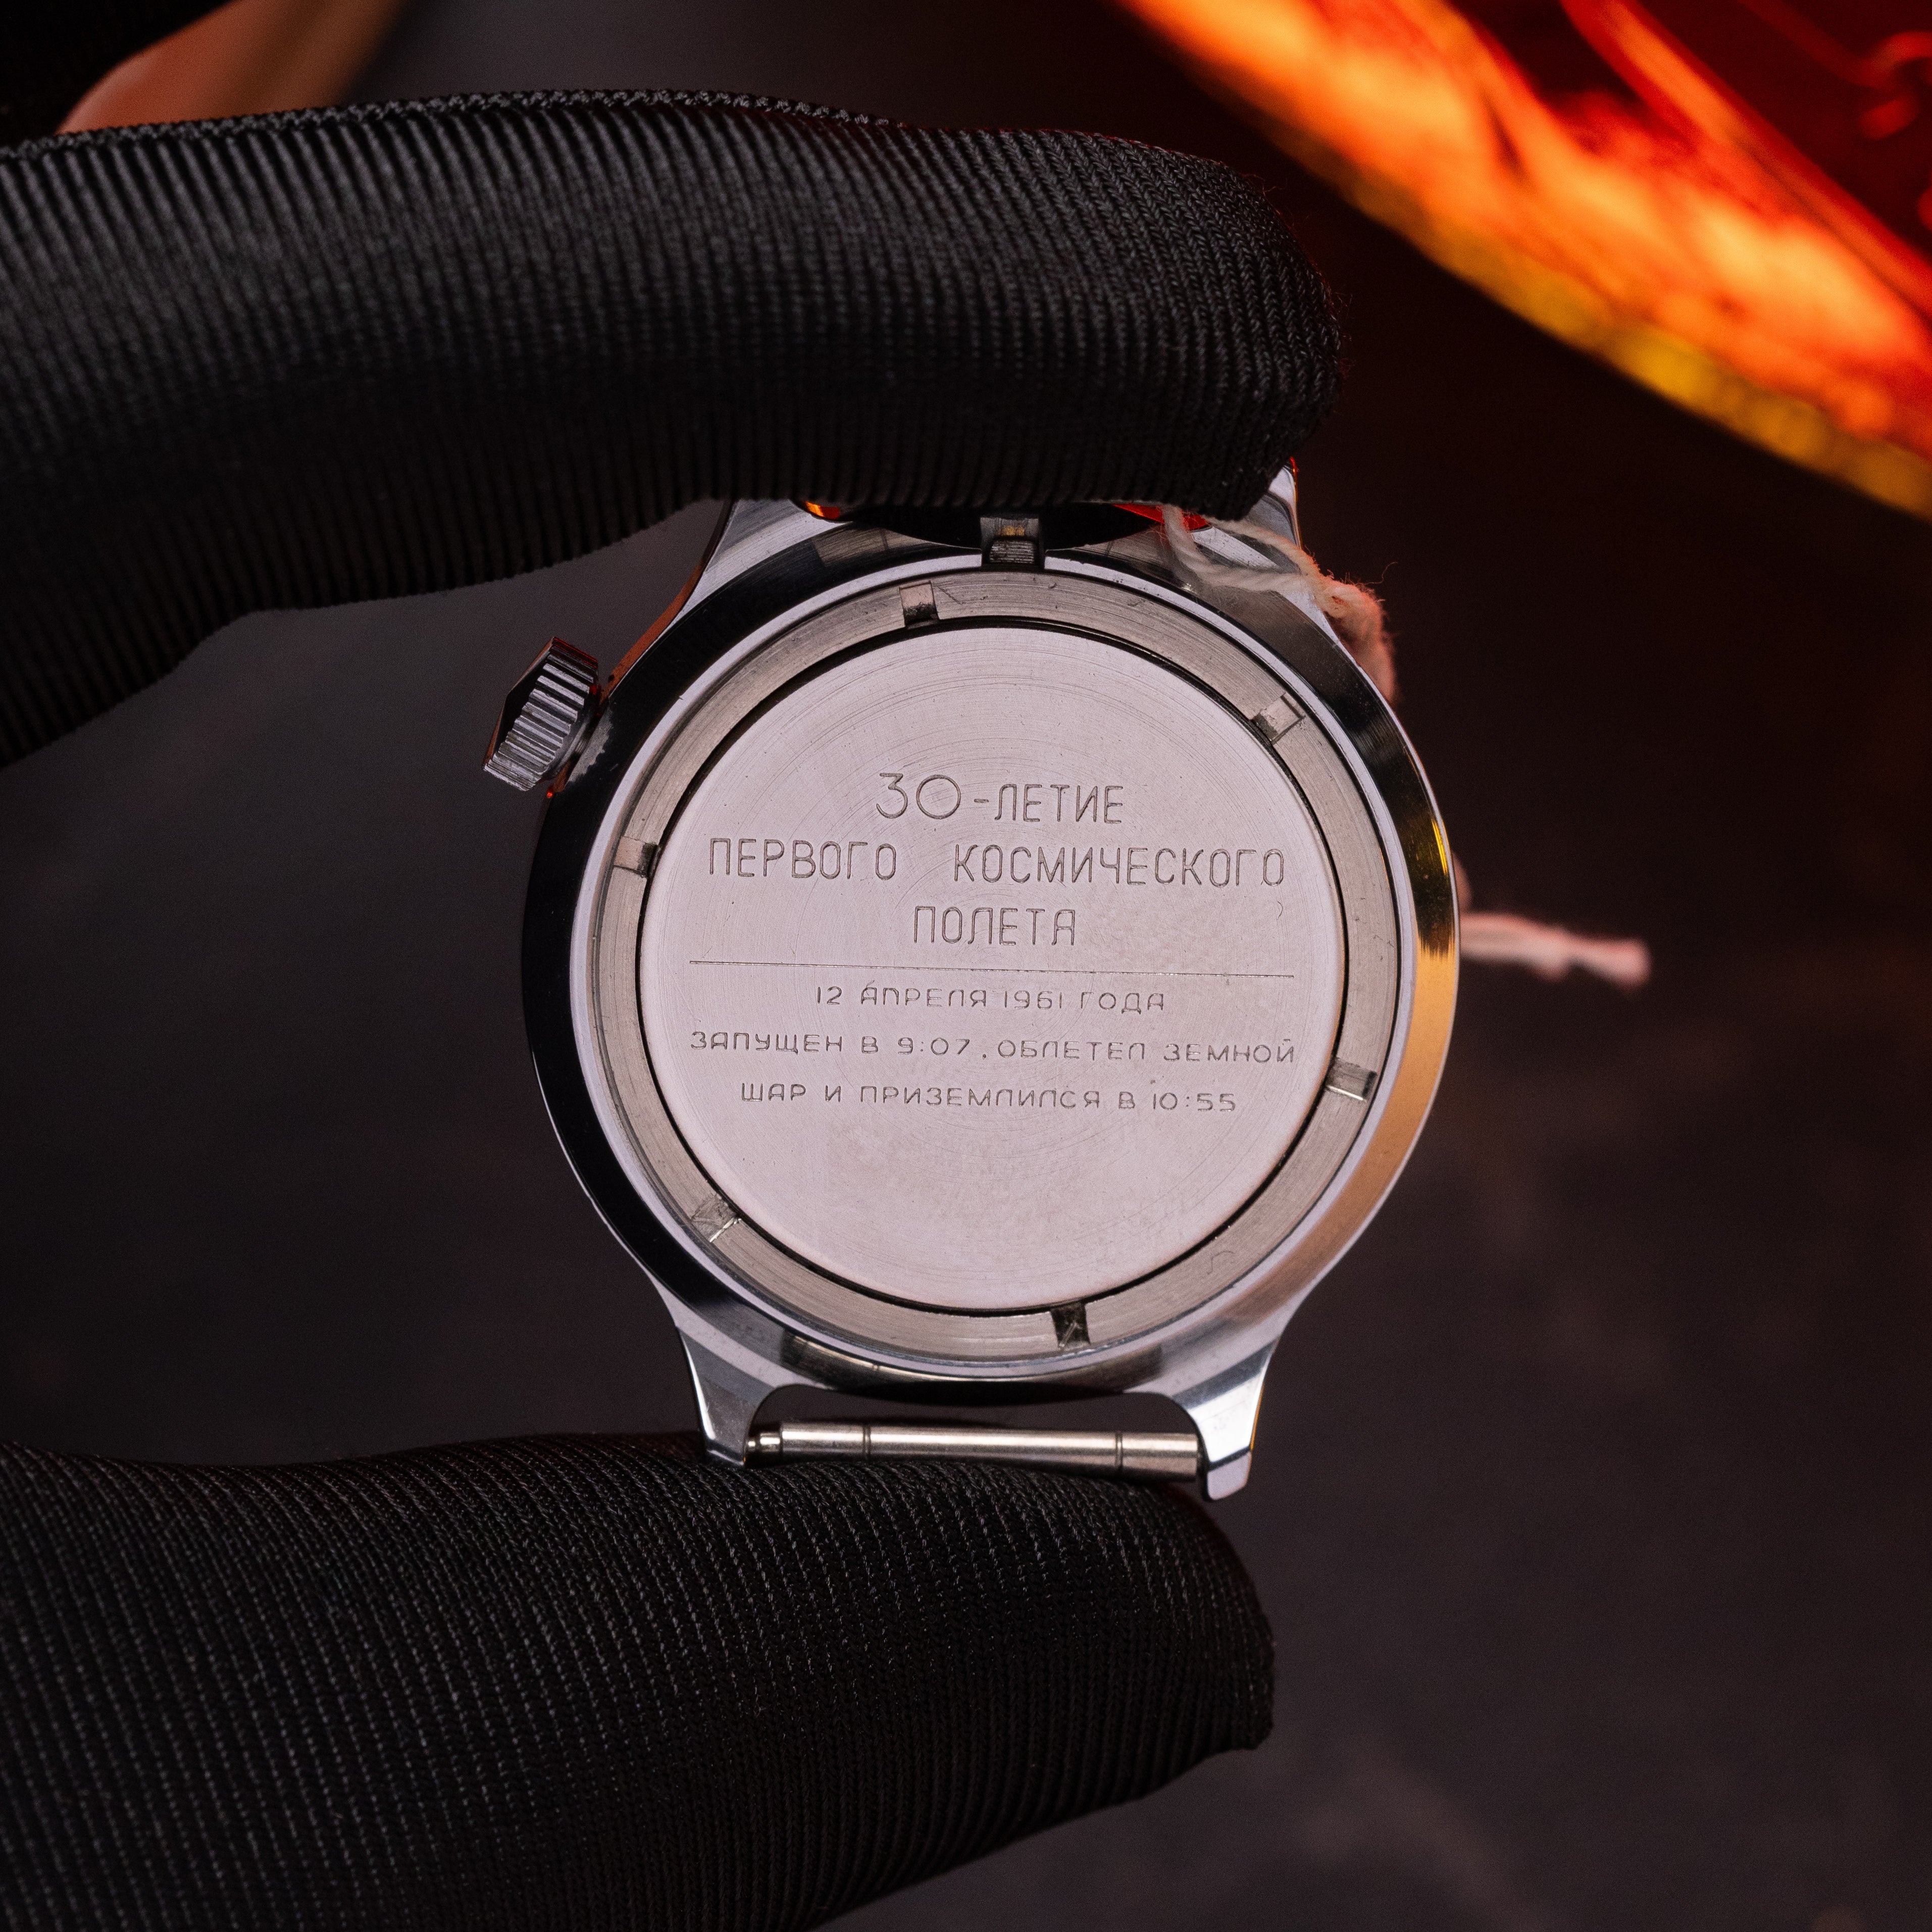 30-ЛЕТИЕ
ПЕРВОГО КОСМИЧЕСКОГО
ПОЛЕТА
12 АПРЕЛЯ 1961 ГОДА
ЗАПУЩЕН В 9:07, ОБЛЕТЕЛ ЗЕМНОЙ
ШАР И ПРИЗЕМЛИЛСЯ В 10:55